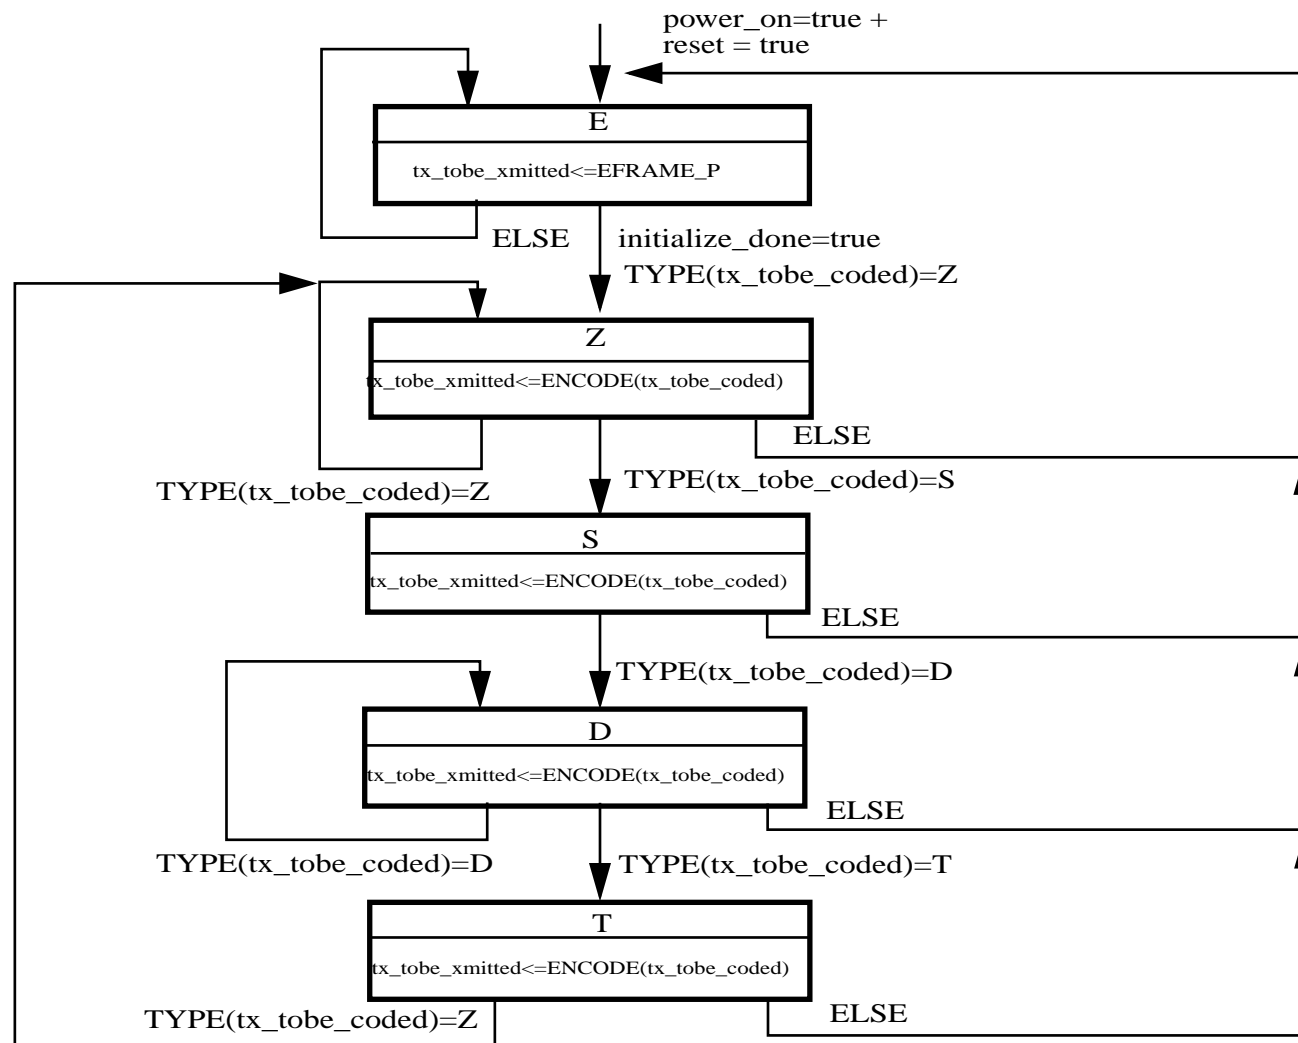 power_on=true +
reset = true
E
tx_tobe_xmitted<=EFRAME_P
ELSE
initialize_done=true
TYPE(tx_tobe_coded)=Z
Z
tx_tobe_xmitted<=ENCODE(tx_tobe_coded)
ELSE
TYPE(tx_tobe_coded)=Z
TYPE(tx_tobe_coded)=S
S
tx_tobe_xmitted<=ENCODE(tx_tobe_coded)
ELSE
TYPE(tx_tobe_coded)=D
D
tx_tobe_xmitted<=ENCODE(tx_tobe_coded)
ELSE
TYPE(tx_tobe_coded)=D
TYPE(tx_tobe_coded)=T
T
tx_tobe_xmitted<=ENCODE(tx_tobe_coded)
TYPE(tx_tobe_coded)=Z
ELSE